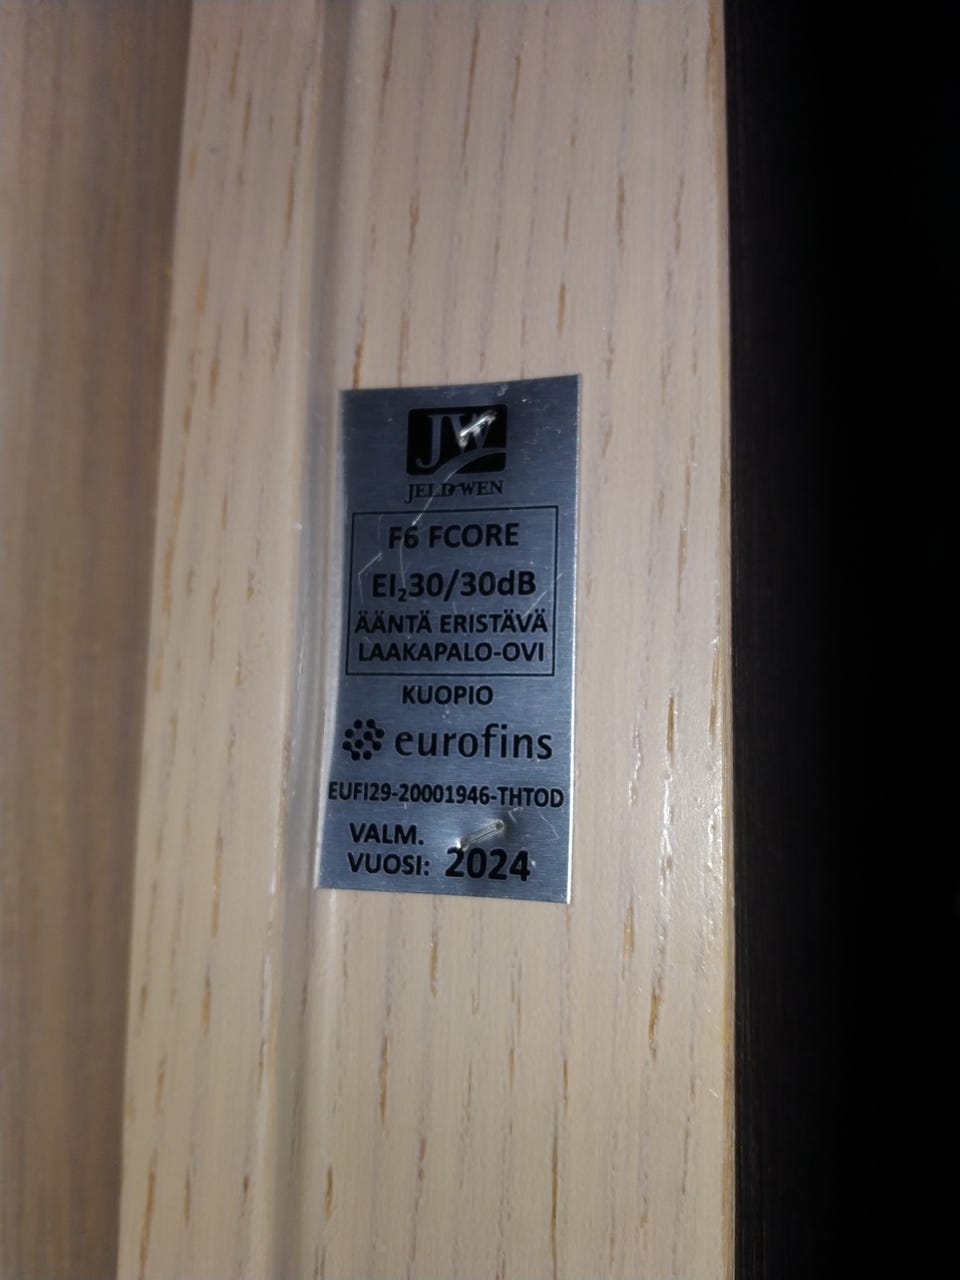 JW
JELD-WEN
F6 FCORE
EI₂30/30dB
ÄÄNTÄ ERISTÄVÄ
LAAKAPALO-OVI
KUOPIO
eurofins
EUFI29-20001946-THTOD
VALM.
VUOSI: 2024